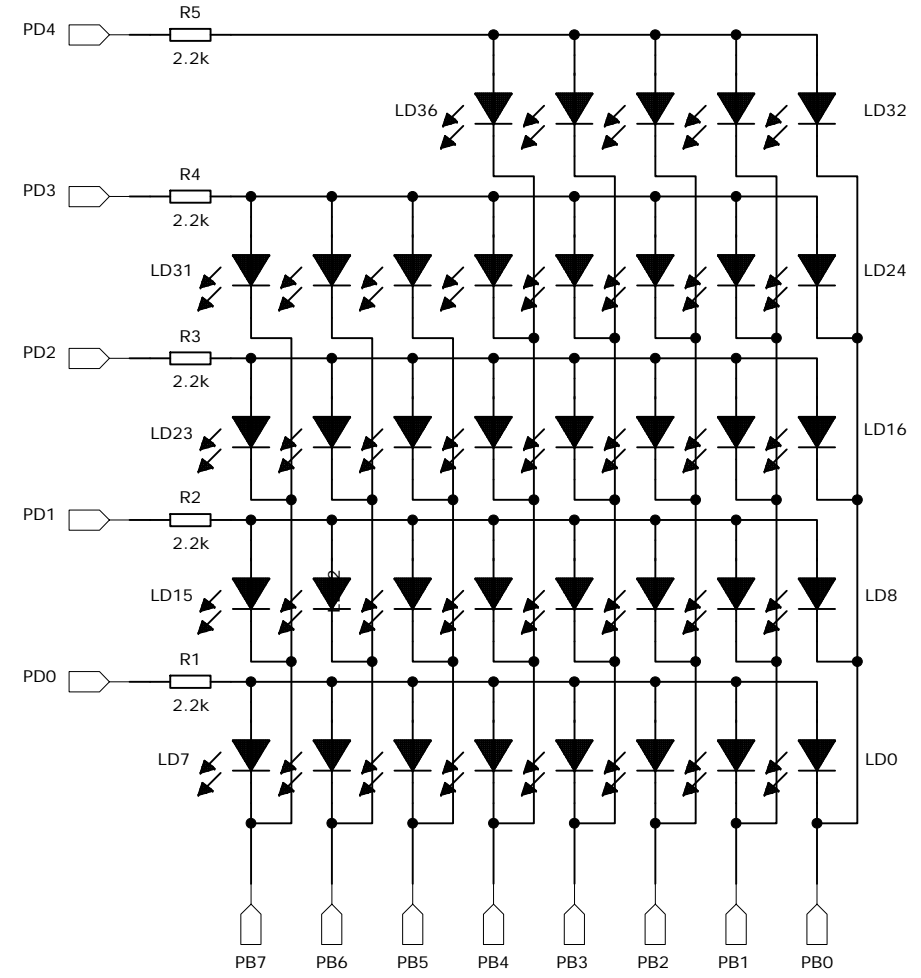 R5
PD4
2.2k
LD36 LD32
R4
PD3
2.2k
LD31 LD24
R3
PD2
2.2k
LD23 LD16
R2
PD1
2.2k
LD15 LD8
R1
PD0
2.2k
LD7 LD0
PB7 PB6 PB5 PB4 PB3 PB2 PB1 PB0